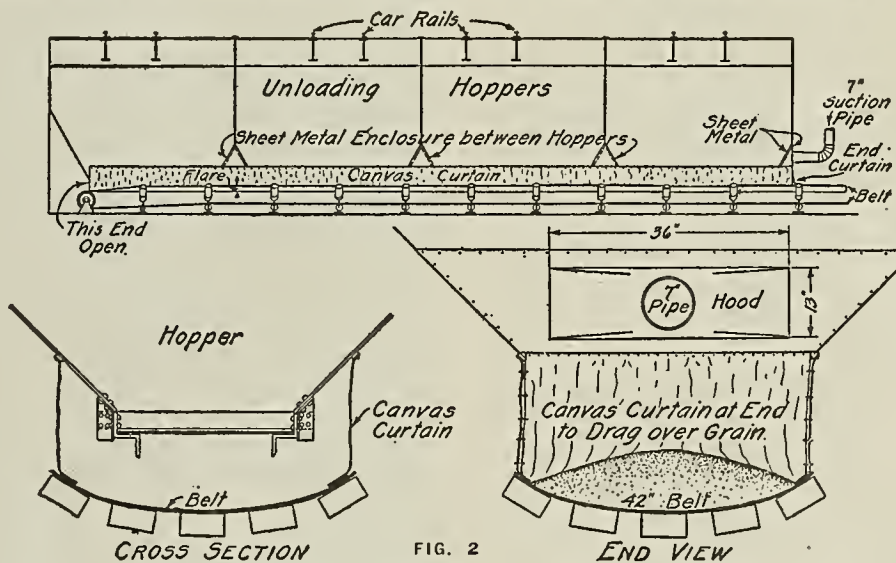 Car Rails
Unloading Hoppers
7"
Suction
Pipe
Sheet Metal Enclosure between Hoppers
Sheet
Metal
End
Curtain
Flare
Canvas Curtain
Belt
This End
Open.
36"
7"
Pipe
Hood
13"
Hopper
Canvas
Curtain
Canvas Curtain at End
to Drag over Grain.
Belt
42" Belt
CROSS SECTION
FIG. 2
END VIEW